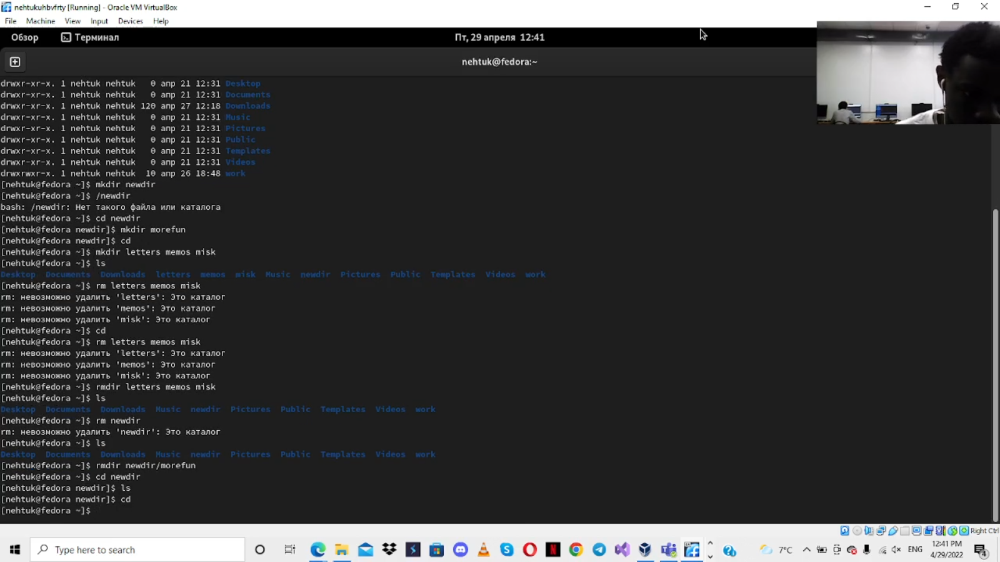 nehtukuhbvfrty [Running] - Oracle VM VirtualBox
File Machine View Input Devices Help
Обзор Терминал Пт, 29 апреля 12:41
nehtuk@fedora:~
drwxr-xr-x. 1 nehtuk nehtuk 0 апр 21 12:31 Desktop
drwxr-xr-x. 1 nehtuk nehtuk 0 апр 21 12:31 Documents
drwxr-xr-x. 1 nehtuk nehtuk 120 апр 27 12:18 Downloads
drwxr-xr-x. 1 nehtuk nehtuk 0 апр 21 12:31 Music
drwxr-xr-x. 1 nehtuk nehtuk 0 апр 21 12:31 Pictures
drwxr-xr-x. 1 nehtuk nehtuk 0 апр 21 12:31 Public
drwxr-xr-x. 1 nehtuk nehtuk 0 апр 21 12:31 Templates
drwxr-xr-x. 1 nehtuk nehtuk 0 апр 21 12:31 Videos
drwxrwxr-x. 1 nehtuk nehtuk 10 апр 26 18:48 work
[nehtuk@fedora ~]$ mkdir newdir
[nehtuk@fedora ~]$ /newdir
bash: /newdir: Нет такого файла или каталога
[nehtuk@fedora ~]$ cd newdir
[nehtuk@fedora newdir]$ mkdir morefun
[nehtuk@fedora newdir]$ cd
[nehtuk@fedora ~]$ mkdir letters memos misk
[nehtuk@fedora ~]$ ls
Desktop Documents Downloads letters memos misk Music newdir Pictures Public Templates Videos work
[nehtuk@fedora ~]$ rm letters memos misk
rm: невозможно удалить 'letters': Это каталог
rm: невозможно удалить 'memos': Это каталог
rm: невозможно удалить 'misk': Это каталог
[nehtuk@fedora ~]$ cd
[nehtuk@fedora ~]$ rm letters memos misk
rm: невозможно удалить 'letters': Это каталог
rm: невозможно удалить 'memos': Это каталог
rm: невозможно удалить 'misk': Это каталог
[nehtuk@fedora ~]$ rmdir letters memos misk
[nehtuk@fedora ~]$ ls
Desktop Documents Downloads Music newdir Pictures Public Templates Videos work
[nehtuk@fedora ~]$ rm newdir
rm: невозможно удалить 'newdir': Это каталог
[nehtuk@fedora ~]$ ls
Desktop Documents Downloads Music newdir Pictures Public Templates Videos work
[nehtuk@fedora ~]$ rmdir newdir/morefun
[nehtuk@fedora ~]$ cd newdir
[nehtuk@fedora newdir]$ ls
[nehtuk@fedora newdir]$ cd
[nehtuk@fedora ~]$
Right Ctrl
Type here to search
7°C ENG 12:41 PM
4/29/2022
4